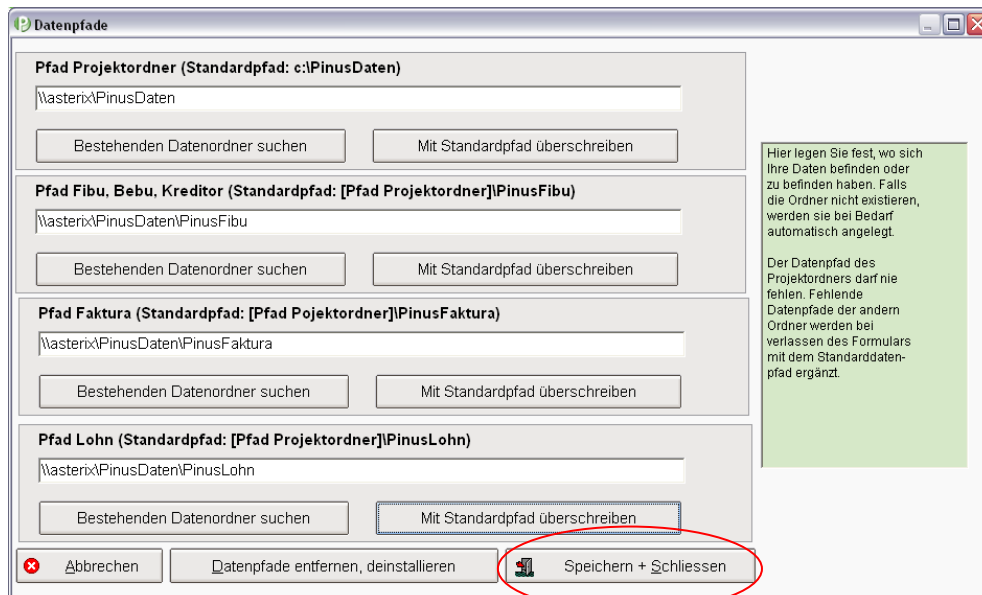 Datenpfade
Pfad Projektordner (Standardpfad: c:\PinusDaten)
\\asterix\PinusDaten
Bestehenden Datenordner suchen
Mit Standardpfad überschreiben
Pfad Fibu, Bebu, Kreditor (Standardpfad: [Pfad Projektordner]\PinusFibu)
\\asterix\PinusDaten\PinusFibu
Bestehenden Datenordner suchen
Mit Standardpfad überschreiben
Pfad Faktura (Standardpfad: [Pfad Pojektordner]\PinusFaktura)
\\asterix\PinusDaten\PinusFaktura
Bestehenden Datenordner suchen
Mit Standardpfad überschreiben
Pfad Lohn (Standardpfad: [Pfad Projektordner]\PinusLohn)
\\asterix\PinusDaten\PinusLohn
Bestehenden Datenordner suchen
Mit Standardpfad überschreiben
Abbrechen
Datenpfade entfernen, deinstallieren
Speichern + Schliessen
Hier legen Sie fest, wo sich
Ihre Daten befinden oder
zu befinden haben. Falls
die Ordner nicht existieren,
werden sie bei Bedarf
automatisch angelegt.
Der Datenpfad des
Projektordners darf nie
fehlen. Fehlende
Datenpfade der andern
Ordner werden bei
verlassen des Formulars
mit dem Standarddaten-
pfad ergänzt.